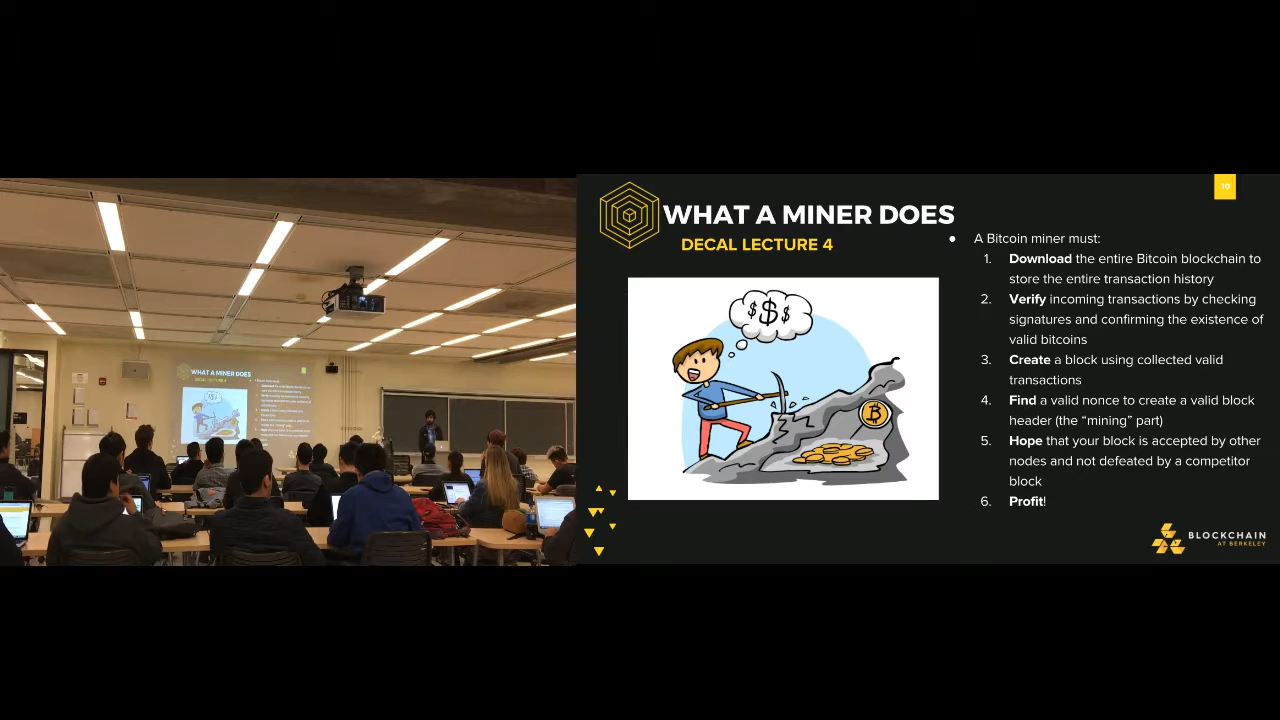 10
WHAT A MINER DOES
DECAL LECTURE 4
● A Bitcoin miner must:
1. Download the entire Bitcoin blockchain to
store the entire transaction history
2. Verify incoming transactions by checking
signatures and confirming the existence of
valid bitcoins
3. Create a block using collected valid
transactions
4. Find a valid nonce to create a valid block
header (the “mining” part)
5. Hope that your block is accepted by other
nodes and not defeated by a competitor
block
6. Profit!
$$$
B
BLOCKCHAIN
AT BERKELEY
WHAT A MINER DOES
DECAL LECTURE 4